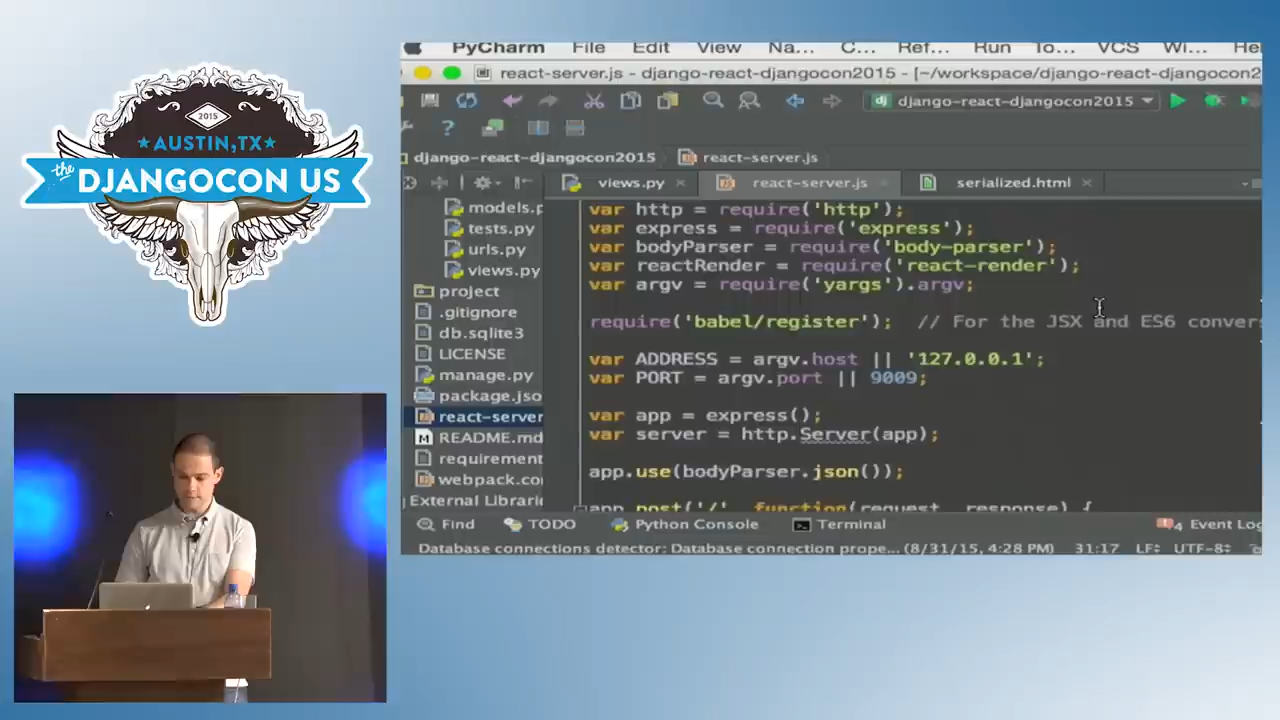 2015
★AUSTIN,TX★
the
DJANGOCON US
PyCharm File Edit View Na... C... Ref... Run To... VCS Wi... He
react-server.js - django-react-djangocon2015 - [~/workspace/django-react-djangocon2
django-react-djangocon2015
?
django-react-djangocon2015 react-server.js
views.py react-server.js serialized.html
models.p
tests.py
urls.py
views.py
project
.gitignore
db.sqlite3
LICENSE
manage.py
package.jso
react-server
README.md
requirement
webpack.co
External Librari
var http = require('http');
var express = require('express');
var bodyParser = require('body-parser');
var reactRender = require('react-render');
var argv = require('yargs').argv;
require('babel/register'); // For the JSX and ES6 convers
var ADDRESS = argv.host || '127.0.0.1';
var PORT = argv.port || 9009;
var app = express();
var server = http.Server(app);
app.use(bodyParser.json());
app.post('/', function(request, response) {
Find TODO Python Console Terminal 4 Event Log
Database connections detector: Database connection prope... (8/31/15, 4:28 PM) 31:17 LF÷ UTF-8÷